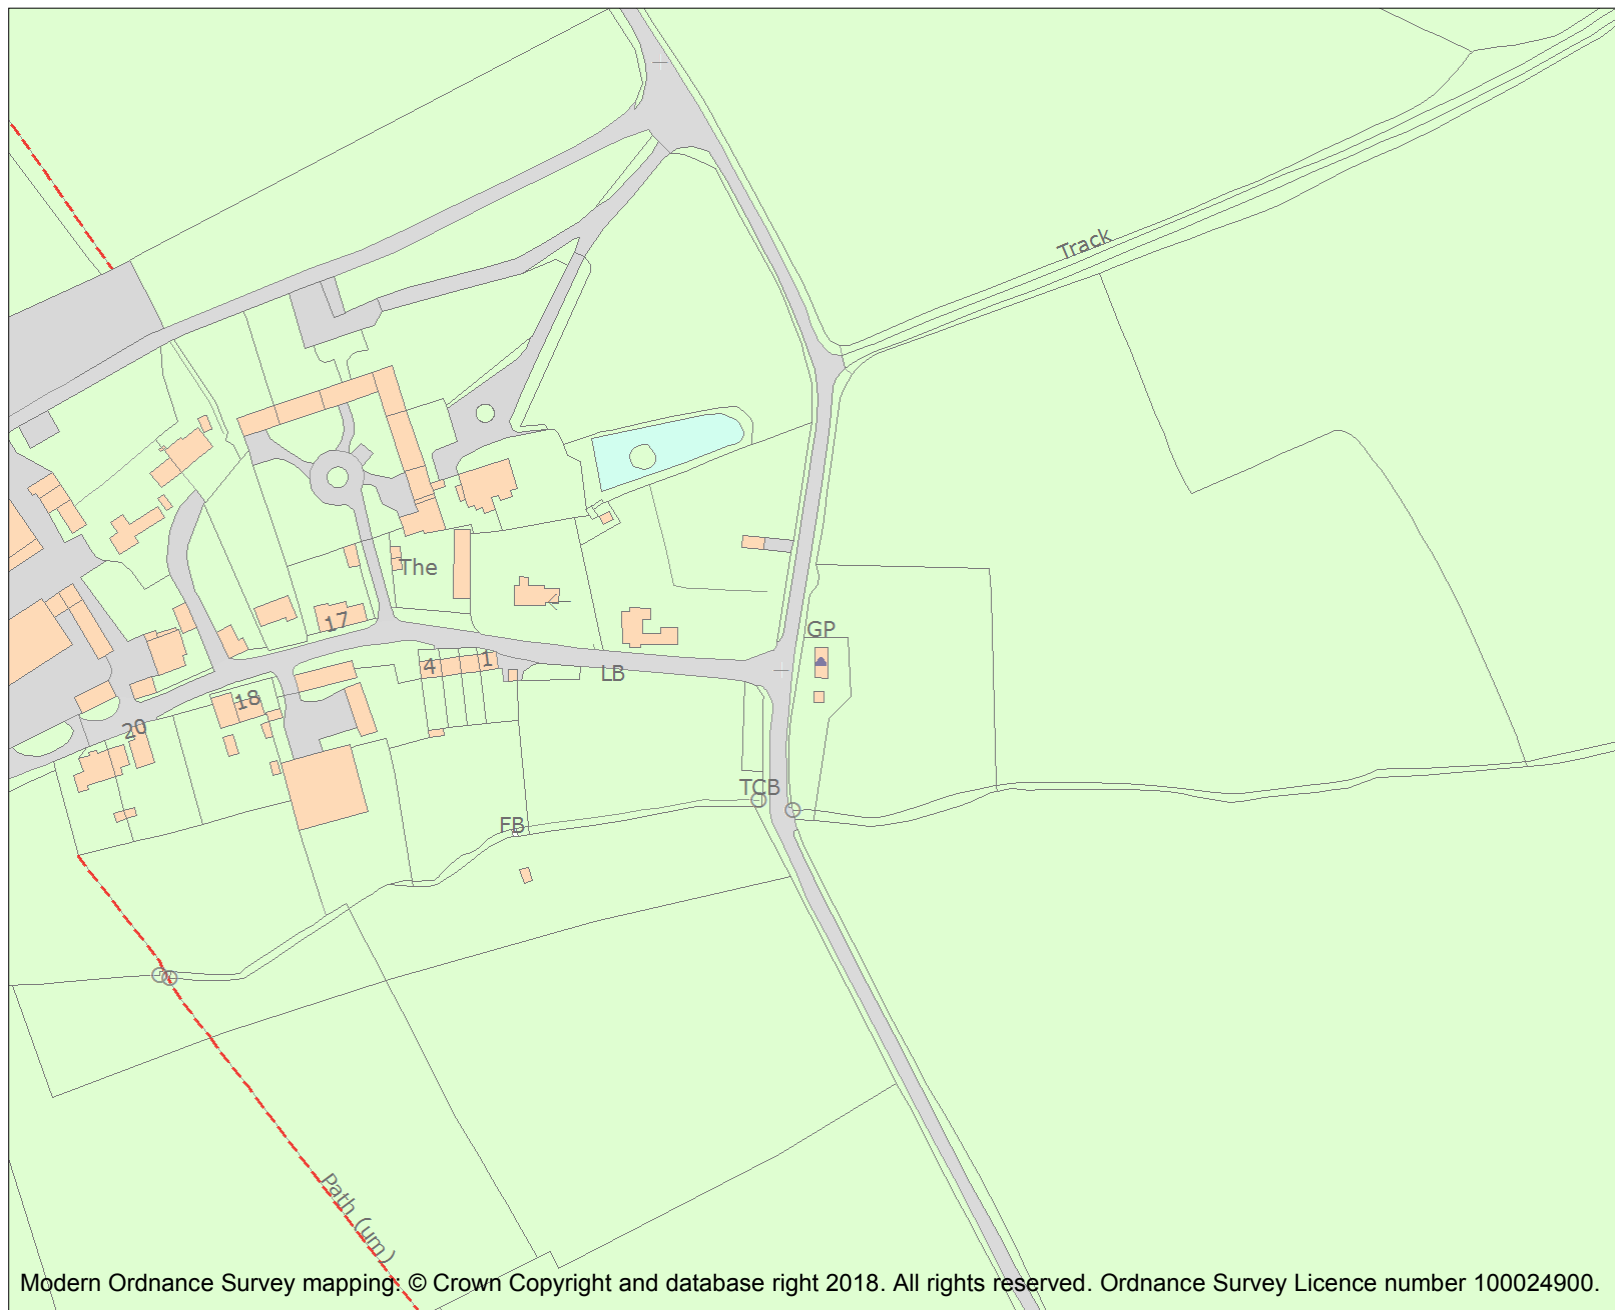 Track
The
17
GP
4
1
LB
18
20
TCB
FB
Path (um)
Modern Ordnance Survey mapping: © Crown Copyright and database right 2018. All rights reserved. Ordnance Survey Licence number 100024900.